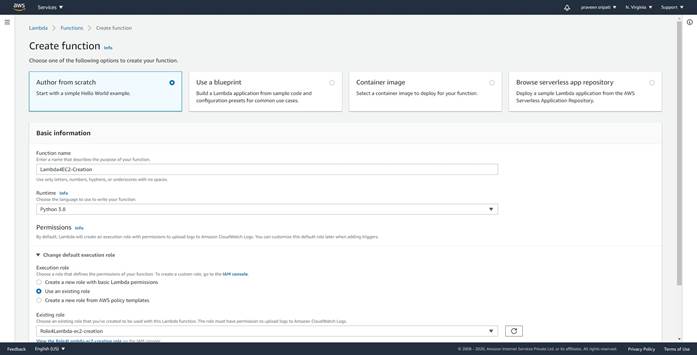 aws
Services
praveen sripati
N. Virginia
Support
Lambda
Functions
Create function
Create function Info
Choose one of the following options to create your function.
Author from scratch
Start with a simple Hello World example.
Use a blueprint
Build a Lambda application from sample code and
configuration presets for common use cases.
Container image
Select a container image to deploy for your function.
Browse serverless app repository
Deploy a sample Lambda application from the AWS
Serverless Application Repository.
Basic information
Function name
Enter a name that describes the purpose of your function.
Lambda4EC2-Creation
Use only letters, numbers, hyphens, or underscores with no spaces.
Runtime Info
Choose the language to use to write your function.
Python 3.8
Permissions Info
By default, Lambda will create an execution role with permissions to upload logs to Amazon CloudWatch Logs. You can customize this default role later when adding triggers.
Change default execution role
Execution role
Choose a role that defines the permissions of your function. To create a custom role, go to the IAM console.
Create a new role with basic Lambda permissions
Use an existing role
Create a new role from AWS policy templates
Existing role
Choose an existing role that you've created to be used with this Lambda function. The role must have permission to upload logs to Amazon CloudWatch Logs.
Role4Lambda-ec2-creation
View the Role4Lambda-ec2-creation role on the IAM console.
Feedback
English (US)
© 2008 - 2020, Amazon Internet Services Private Ltd. or its affiliates. All rights reserved.
Privacy Policy
Terms of Use